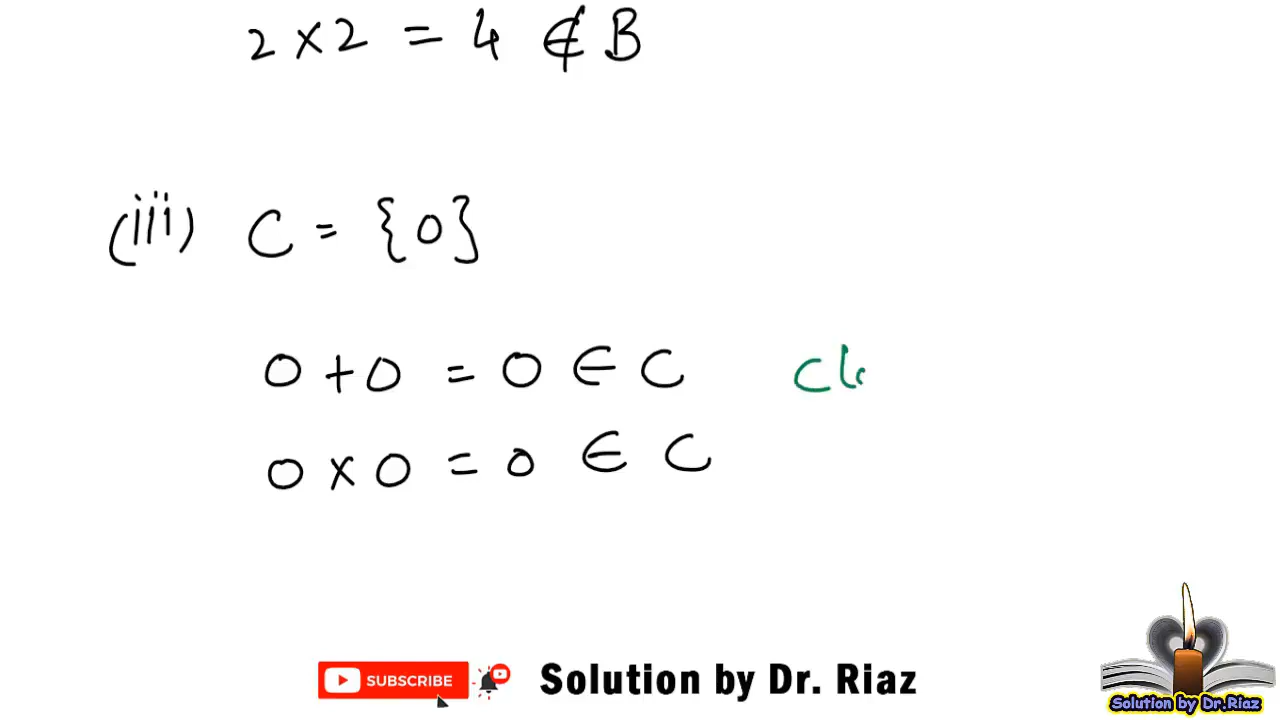 2 × 2 = 4 ∉ B
(iii) C = {0}
0 + 0 = 0 ∈ C
0 × 0 = 0 ∈ C
SUBSCRIBE Solution by Dr. Riaz
Solution by Dr.Riaz